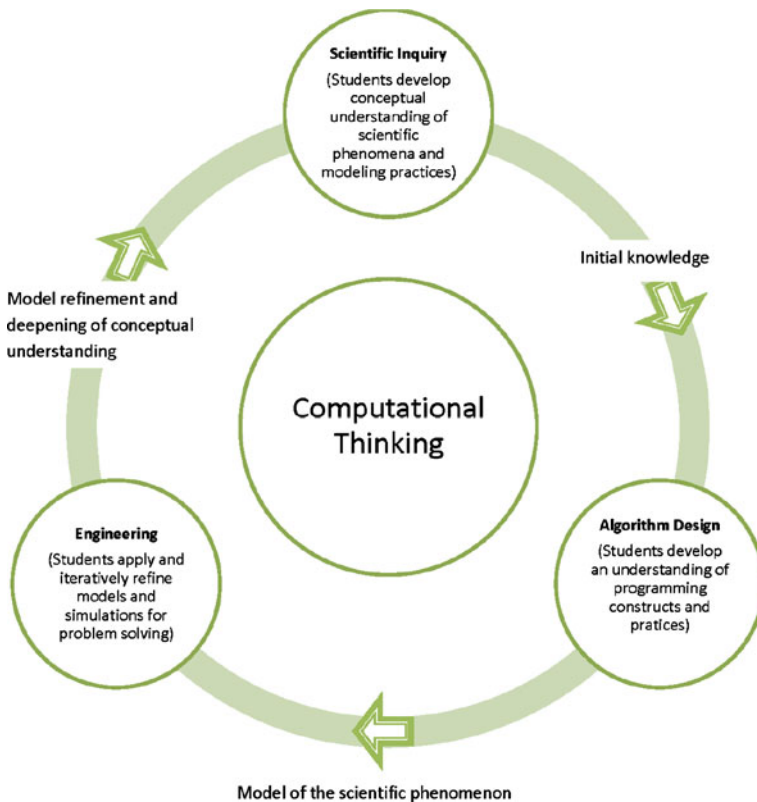 Scientific Inquiry
(Students develop
conceptual
understanding of
scientific
phenomena and
modeling practices)
Initial knowledge
Model refinement and
deepening of conceptual
understanding
Computational
Thinking
Engineering
(Students apply and
iteratively refine
models and
simulations for
problem solving)
Algorithm Design
(Students develop
an understanding of
programming
constructs and
pratices)
Model of the scientific phenomenon